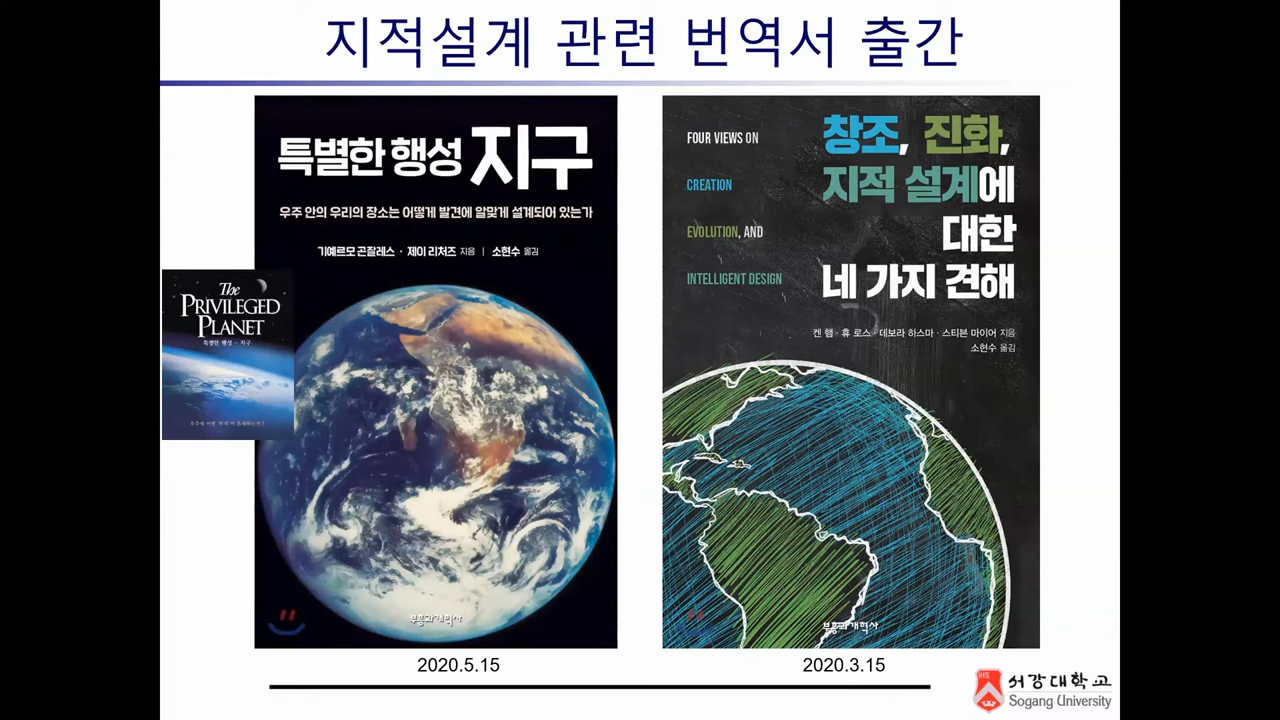 지적설계 관련 번역서 출간
특별한 행성 지구
우주 안의 우리의 장소는 어떻게 발견에 알맞게 설계되어 있는가
기예르모 곤잘레스 · 제이 리처즈 지음 | 소현수 옮김
The
PRIVILEGED
PLANET
특별한 행성 - 지구
부흥과개혁사
2020.5.15
FOUR VIEWS ON
CREATION
EVOLUTION, AND
INTELLIGENT DESIGN
창조, 진화,
지적 설계에
대한
네 가지 견해
켄 햄 · 휴 로스 · 데보라 하스마 · 스티븐 마이어 지음
소현수 옮김
부흥과개혁사
2020.3.15
IHS
서강대학교
Sogang University